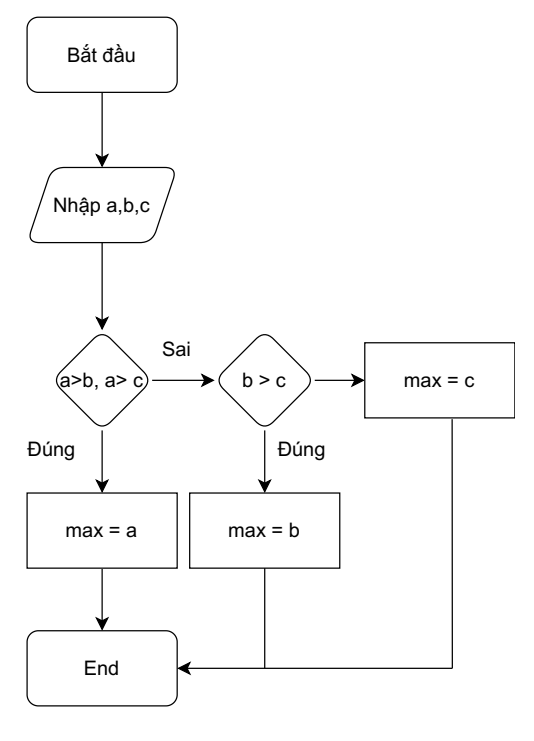 Bắt đầu
Nhập a,b,c
a>b, a> c
Sai
b > c
max = c
Đúng
Đúng
max = a
max = b
End